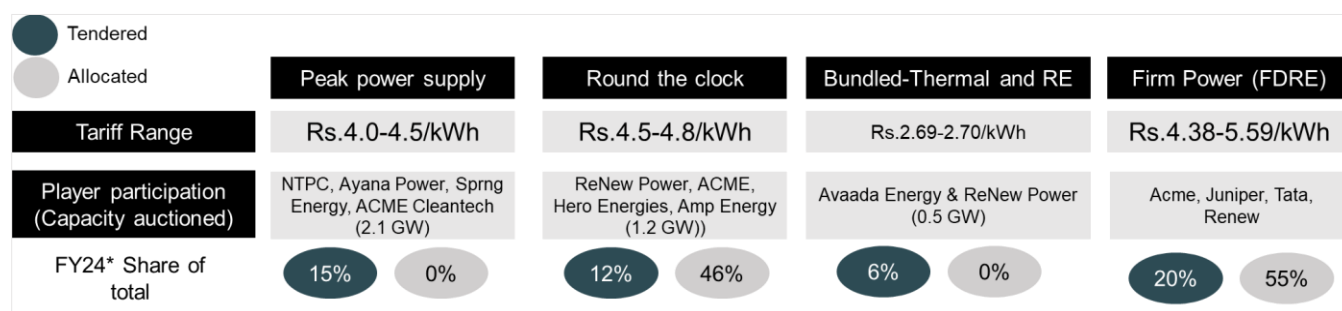 Tendered
Allocated
Peak power supply
Round the clock
Bundled-Thermal and RE
Firm Power (FDRE)
Tariff Range
Rs.4.0-4.5/kWh
Rs.4.5-4.8/kWh
Rs.2.69-2.70/kWh
Rs.4.38-5.59/kWh
Player participation
(Capacity auctioned)
NTPC, Ayana Power, Sprng
Energy, ACME Cleantech
(2.1 GW)
ReNew Power, ACME,
Hero Energies, Amp Energy
(1.2 GW))
Avaada Energy & ReNew Power
(0.5 GW)
Acme, Juniper, Tata,
Renew
FY24* Share of
total
15%
0%
12%
46%
6%
0%
20%
55%